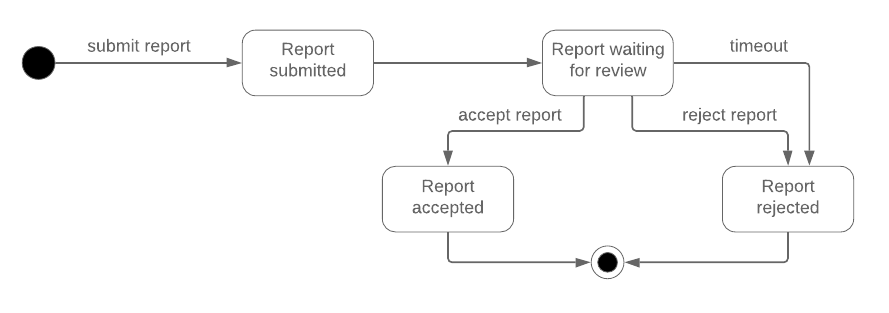 submit report
Report
submitted
Report waiting
for review
timeout
accept report
reject report
Report
accepted
Report
rejected